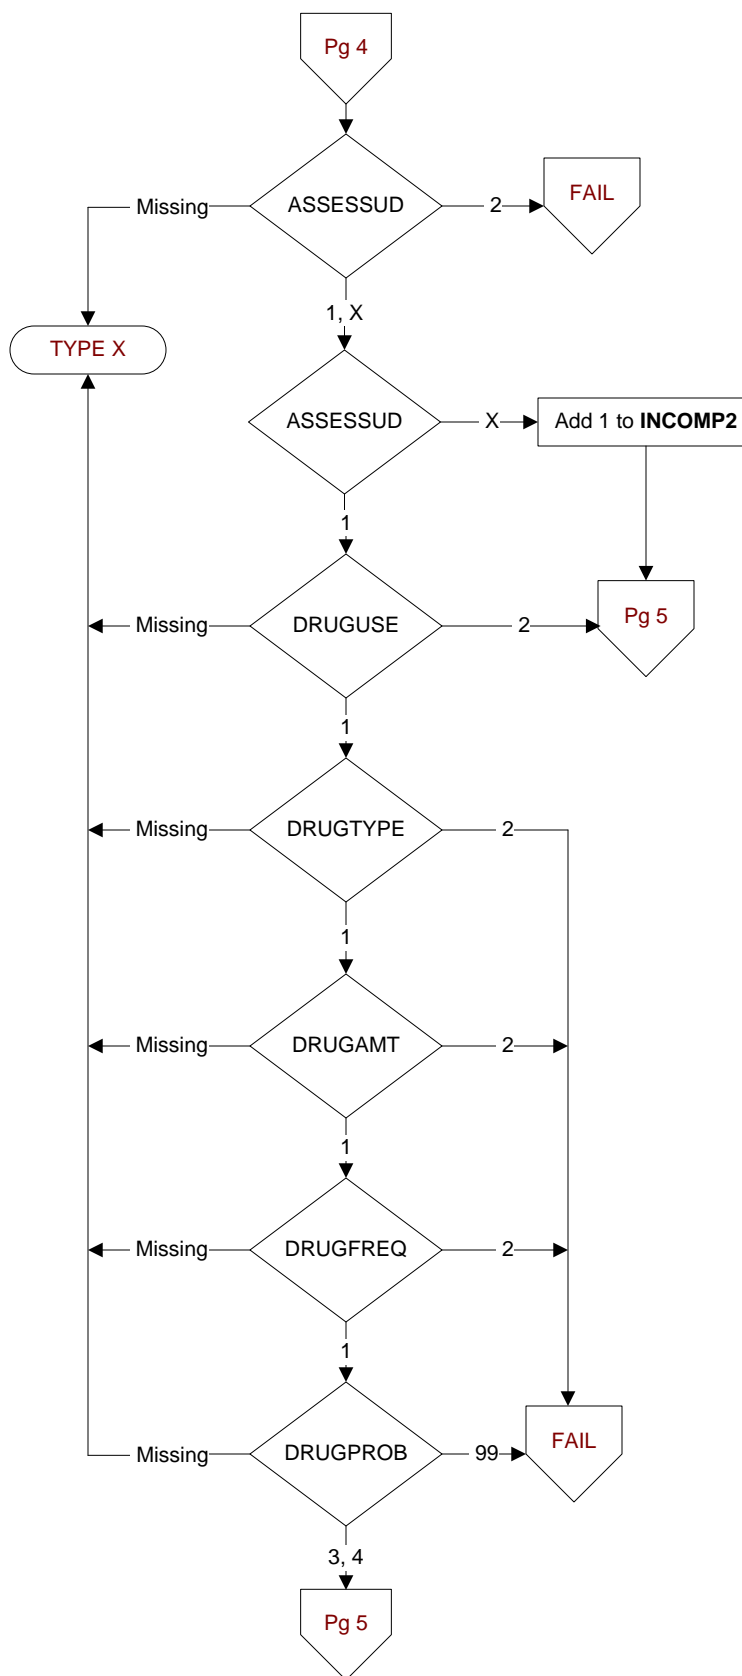 Pg 4
Missing
ASSESSUD
2
FAIL
1, X
TYPE X
ASSESSUD
X
Add 1 to INCOMP2
1
Missing
DRUGUSE
2
Pg 5
1
Missing
DRUGTYPE
2
1
Missing
DRUGAMT
2
1
Missing
DRUGFREQ
2
1
Missing
DRUGPROB
99
FAIL
3, 4
Pg 5